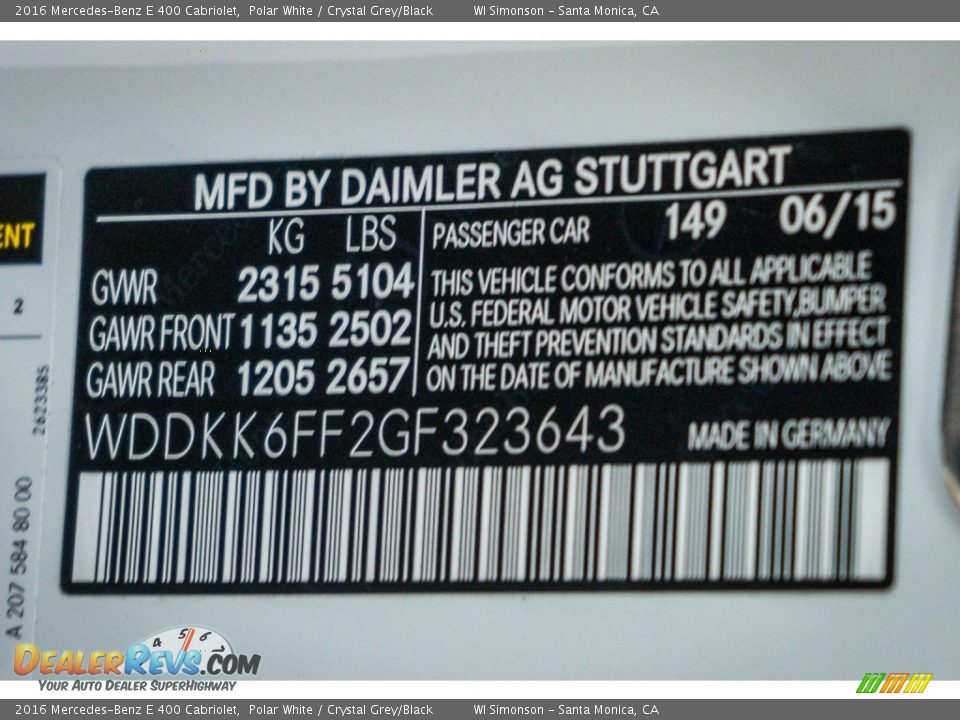 2016 Mercedes-Benz E 400 Cabriolet, Polar White / Crystal Grey/Black WI Simonson - Santa Monica, CA
MFD BY DAIMLER AG STUTTGART
KG LBS
GVWR 2315 5104
GAWR FRONT 1135 2502
GAWR REAR 1205 2657
PASSENGER CAR 149 06/15
THIS VEHICLE CONFORMS TO ALL APPLICABLE
U.S. FEDERAL MOTOR VEHICLE SAFETY,BUMPER
AND THEFT PREVENTION STANDARDS IN EFFECT
ON THE DATE OF MANUFACTURE SHOWN ABOVE
WDDKK6FF2GF323643
MADE IN GERMANY
ENT
2
2623385
A 207 584 80 00
4 5 6
DEALERREVS.COM
YOUR AUTO DEALER SUPERHIGHWAY
2016 Mercedes-Benz E 400 Cabriolet, Polar White / Crystal Grey/Black WI Simonson - Santa Monica, CA